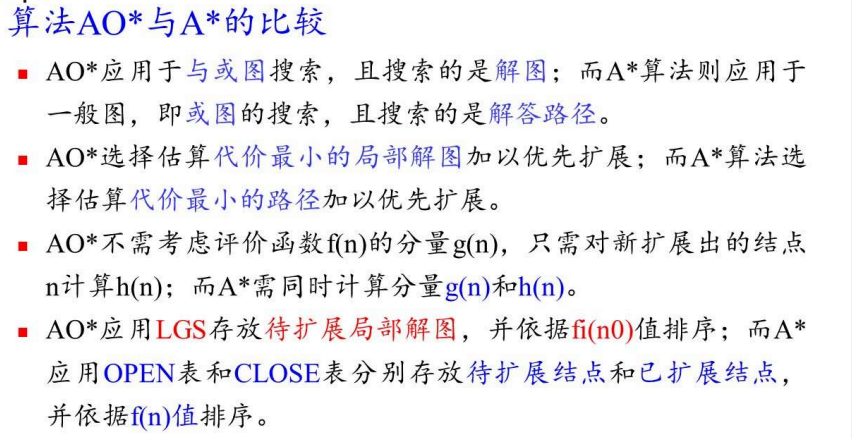 算法AO*与A*的比较
▪ AO*应用于与或图搜索，且搜索的是解图；而A*算法则应用于
一般图，即或图的搜索，且搜索的是解答路径。
▪ AO*选择估算代价最小的局部解图加以优先扩展；而A*算法选
择估算代价最小的路径加以优先扩展。
▪ AO*不需考虑评价函数f(n)的分量g(n)，只需对新扩展出的结点
n计算h(n)；而A*需同时计算分量g(n)和h(n)。
▪ AO*应用LGS存放待扩展局部解图，并依据fi(n0)值排序；而A*
应用OPEN表和CLOSE表分别存放待扩展结点和已扩展结点，
并依据f(n)值排序。